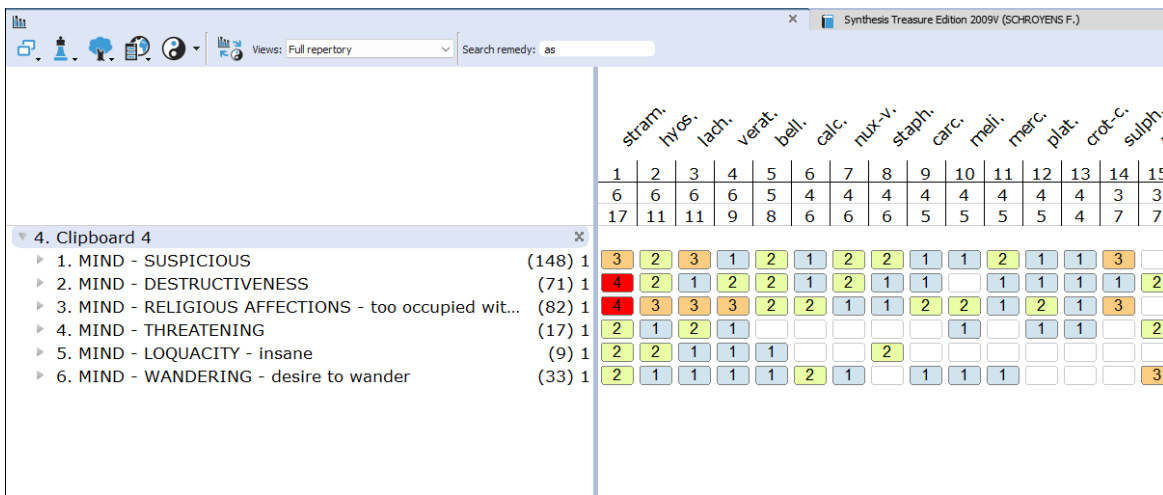 Synthesis Treasure Edition 2009V (SCHROYENS F.)
Views: Full repertory Search remedy: as
stram. hyos. lach. verat. bell. calc. nux-v. staph. carc. meli. merc. plat. crot-c. sulph.
1 2 3 4 5 6 7 8 9 10 11 12 13 14 15
6 6 6 6 5 4 4 4 4 4 4 4 4 3 3
17 11 11 9 8 6 6 6 5 5 5 5 4 7 7
4. Clipboard 4
1. MIND - SUSPICIOUS (148) 1 3 2 3 1 2 1 2 2 1 1 2 1 1 3
2. MIND - DESTRUCTIVENESS (71) 1 4 2 1 2 2 1 2 1 1 1 1 1 1 2
3. MIND - RELIGIOUS AFFECTIONS - too occupied wit... (82) 1 4 3 3 3 2 2 1 1 2 2 1 2 1 3
4. MIND - THREATENING (17) 1 2 1 2 1 1 1 1 2
5. MIND - LOQUACITY - insane (9) 1 2 2 1 1 1 2
6. MIND - WANDERING - desire to wander (33) 1 2 1 1 1 1 2 1 1 1 1 3